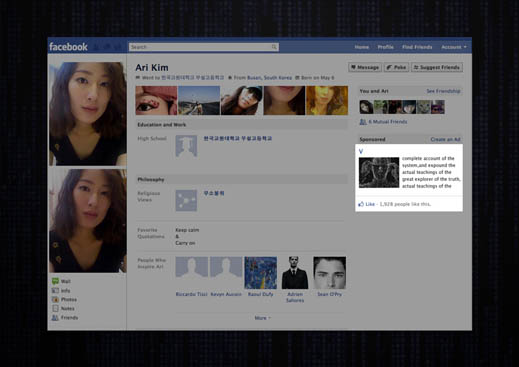 facebook
Search
Home Profile Find Friends Account
Ari Kim
Message Poke Suggest Friends
Went to 한국교원대학교 부설고등학교 From Busan, South Korea Born on May 6
You and Ari See Friendship
6 Mutual Friends
Education and Work
High School 한국교원대학교 부설고등학교
Sponsored Create an Ad
V
complete account of the
system,and expound the
actual teachings of the
great explorer of the truth,
actual teachings of the
Like · 1,928 people like this.
Philosophy
Religious
Views
무소불위
Favorite
Quotations
Keep calm
&
Carry on
People Who
Inspire Ari
Riccardo Tisci Kevyn Aucoin Raoul Dufy Adrien
Sahores Sean O'Pry
More
Wall
Info
Photos
Notes
Friends